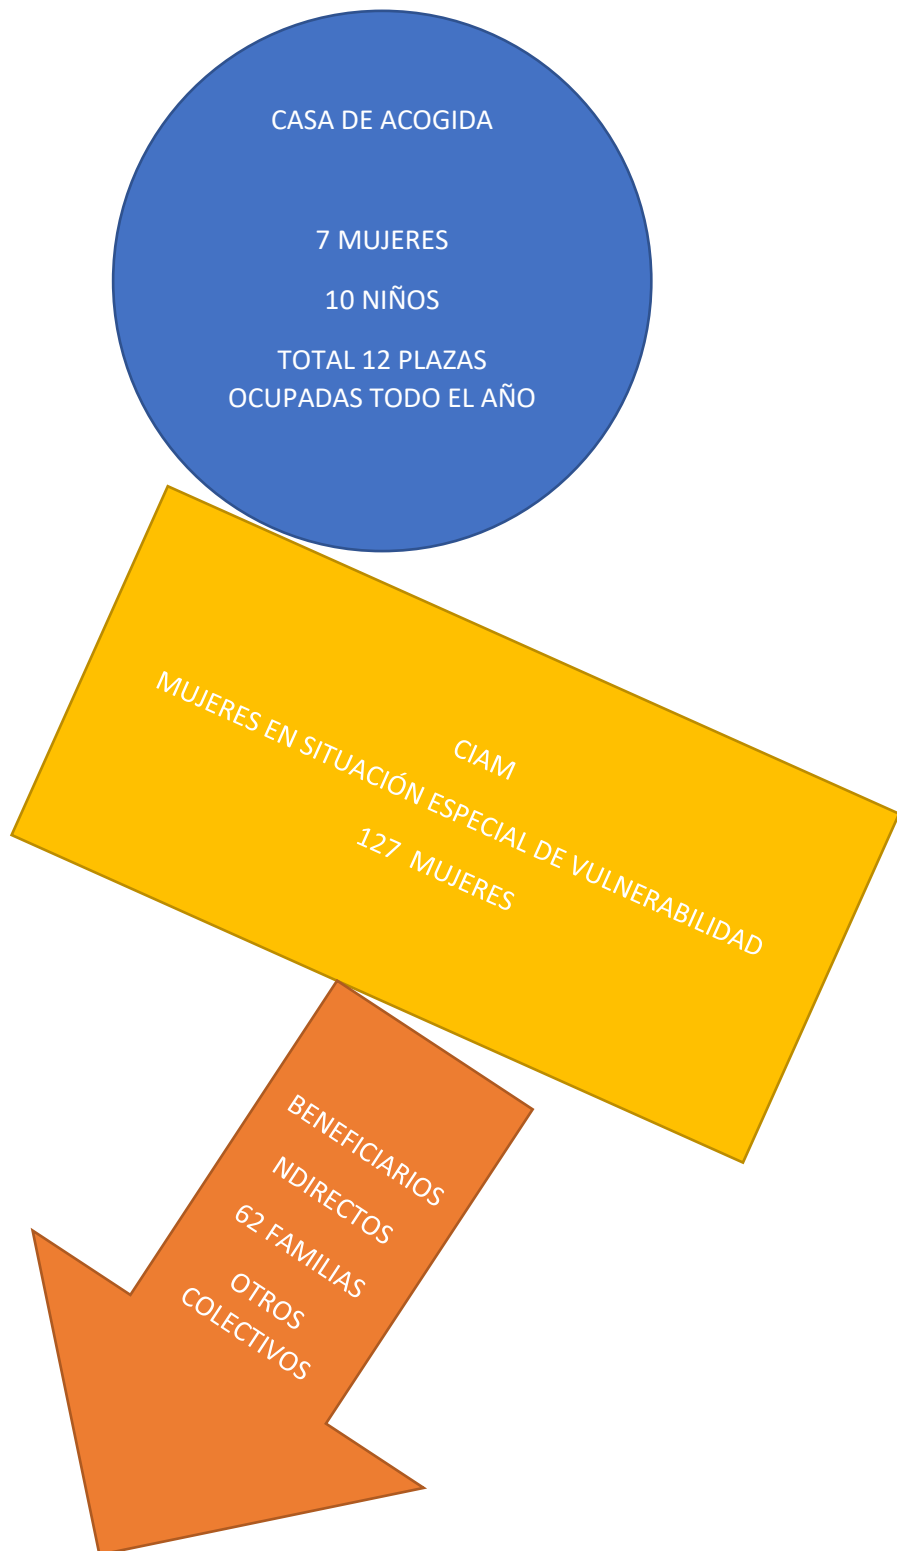 CASA DE ACOGIDA
7 MUJERES
10 NIÑOS
TOTAL 12 PLAZAS
OCUPADAS TODO EL AÑO
CIAM
MUJERES EN SITUACIÓN ESPECIAL DE VULNERABILIDAD
127 MUJERES
BENEFICIARIOS
NDIRECTOS
62 FAMILIAS
OTROS
COLECTIVOS